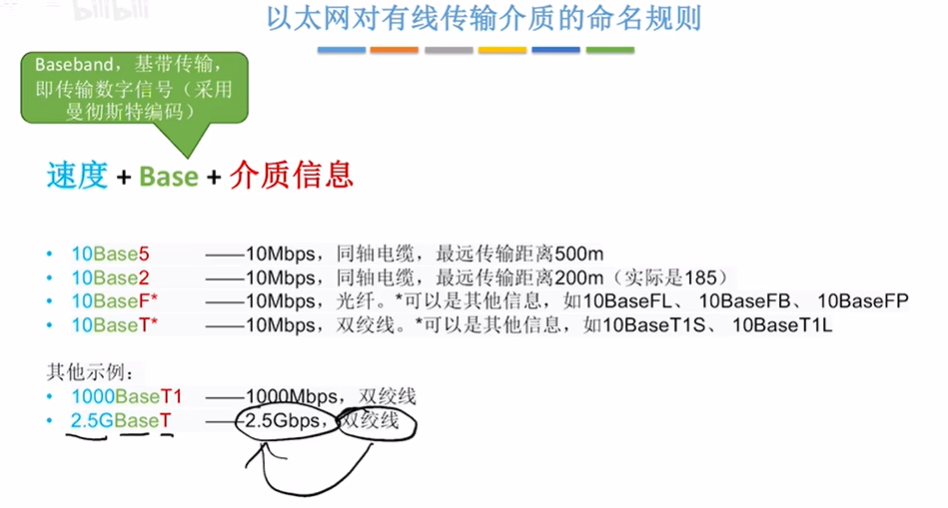 bilibili
以太网对有线传输介质的命名规则
Baseband，基带传输，
即传输数字信号（采用
曼彻斯特编码）
速度 + Base + 介质信息
• 10Base5 ——10Mbps，同轴电缆，最远传输距离500m
• 10Base2 ——10Mbps，同轴电缆，最远传输距离200m（实际是185）
• 10BaseF* ——10Mbps，光纤。*可以是其他信息，如10BaseFL、 10BaseFB、 10BaseFP
• 10BaseT* ——10Mbps，双绞线。*可以是其他信息，如10BaseT1S、 10BaseT1L
其他示例：
• 1000BaseT1 ——1000Mbps，双绞线
• 2.5GBaseT ——2.5Gbps，双绞线